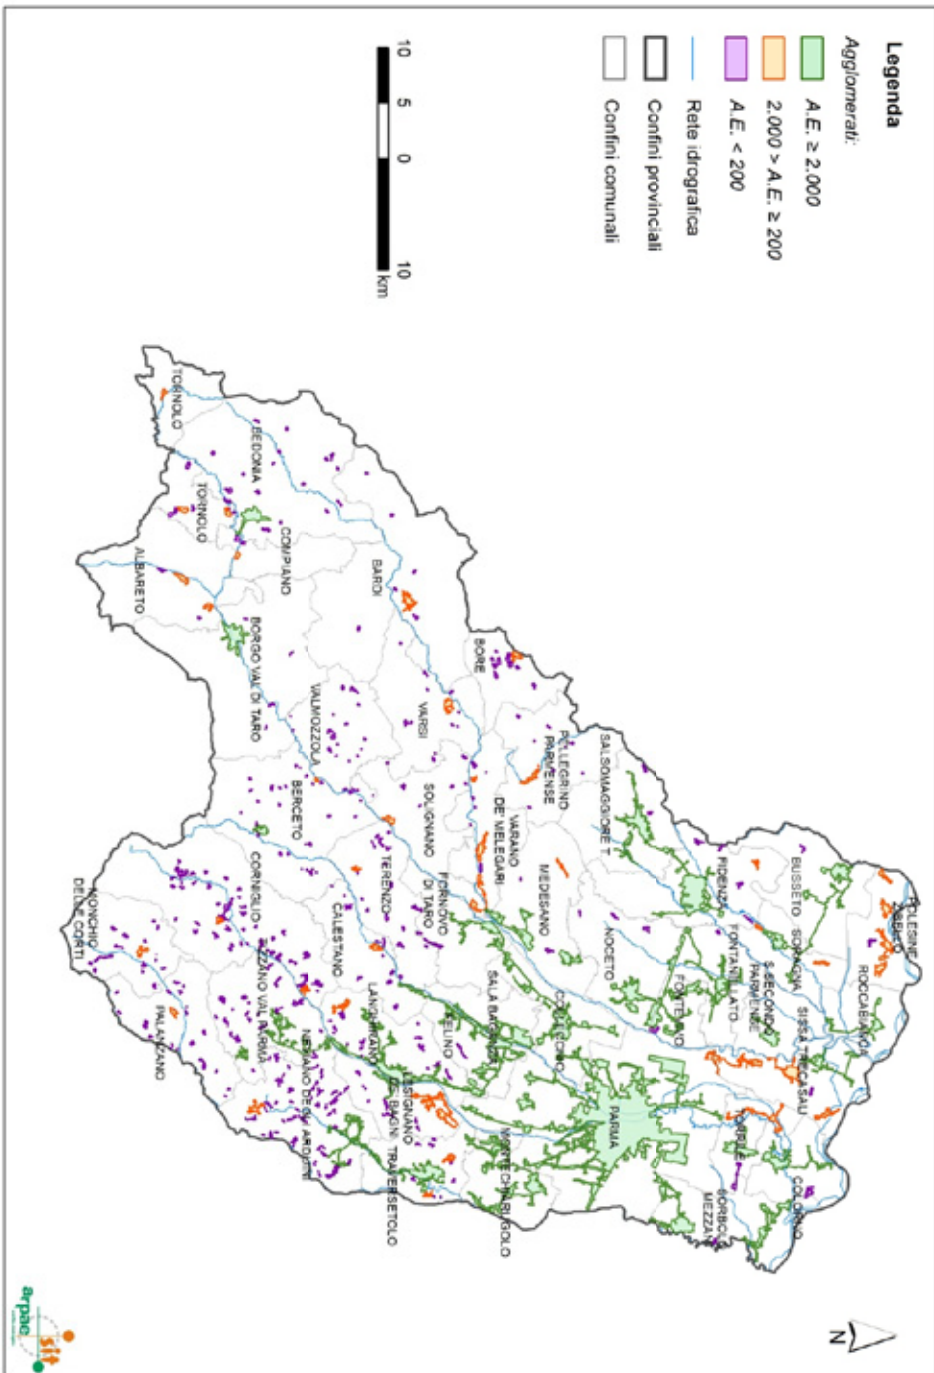 Legenda
Agglomerati:
A.E. ≥ 2.000
2.000 > A.E. ≥ 200
A.E. < 200
Rete idrografica
Confini provinciali
Confini comunali
10 5 0 10
km
N
POLESINE
ZIBELLO
ROCCABIANCA
BUSSETO
SORAGNA
SISSA TRECASALI
COLORNO
S.SECONDO
PARMENSE
FIDENZA
FONTANELLATO
TORRILE
SORBOLO
MEZZANI
FONTEVIVO
SALSOMAGGIORE T
NOCETO
PARMA
PELLEGRINO
PARMENSE
MEDESANO
COLLECCHIO
VARANO
DE' MELEGARI
SALA BAGANZA
MONTECHIARUGOLO
BORE
FORNOVO
DI TARO
FELINO
VARSI
SOLIGNANO
LESIGNANO
DE' BAGNI
TRAVERSETOLO
BARDI
TERENZO
LANGHIRANO
CALESTANO
VALMOZZOLA
BERCETO
NEVIANO DEGLI ARDUINI
COMPIANO
BEDONIA
BORGO VAL DI TARO
CORNIGLIO
TIZZANO VAL PARMA
TORNOLO
TORNOLO
ALBARETO
PALANZANO
MONCHIO
DELLE CORTI
sit
arpae